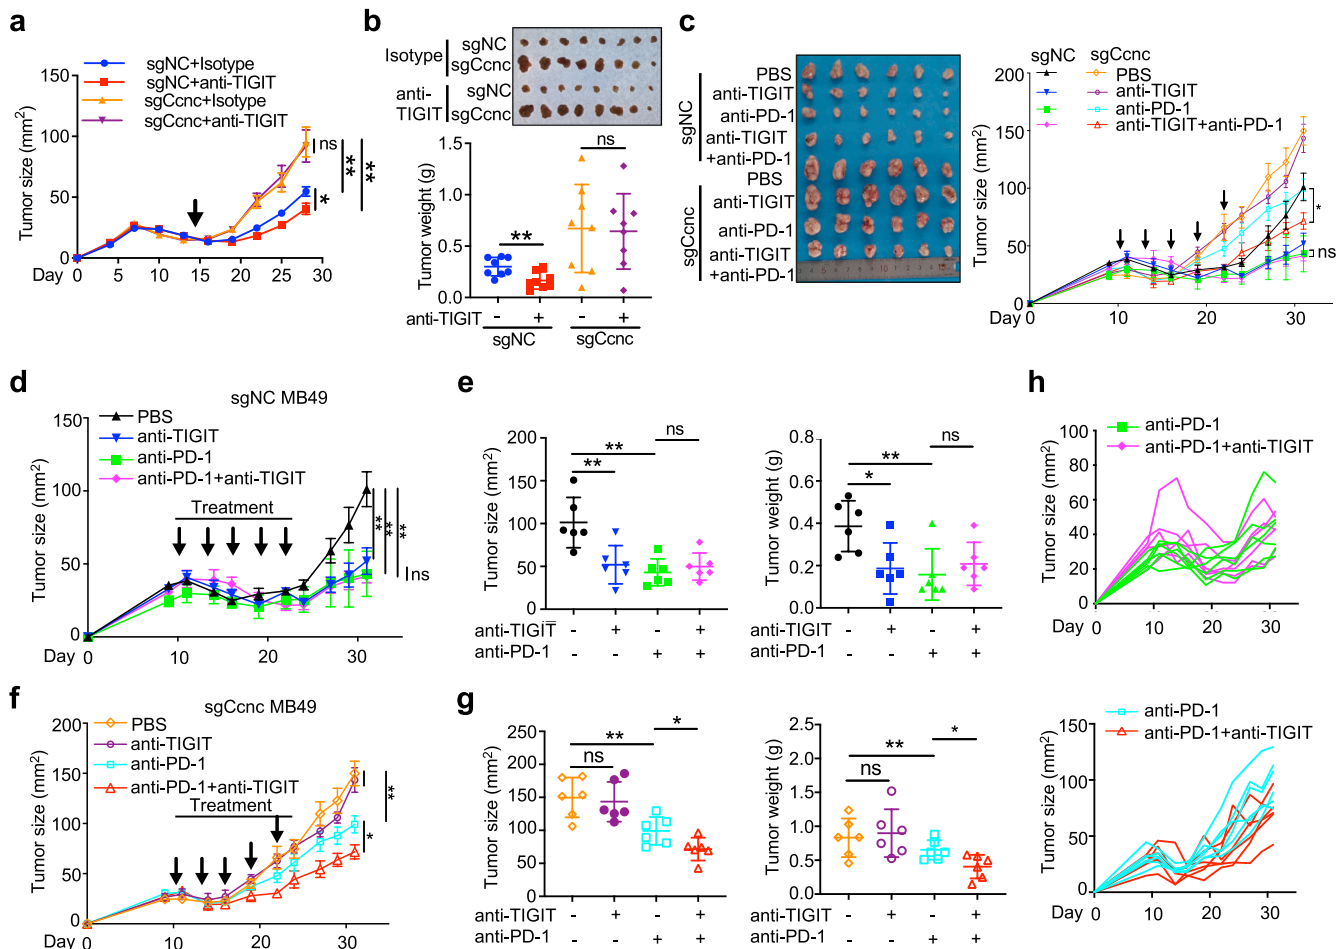 a
sgNC+Isotype
sgNC+anti-TIGIT
sgCcnc+Isotype
sgCcnc+anti-TIGIT
Tumor size (mm2)
150
100
50
0
ns
**
**
*
Day 0 5 10 15 20 25 30
b
Isotype
sgNC
sgCcnc
anti-TIGIT
sgNC
sgCcnc
Tumor weight (g)
1.5
1.0
0.5
0.0
**
ns
anti-TIGIT - + - +
sgNC sgCcnc
c
sgNC
PBS
anti-TIGIT
anti-PD-1
anti-TIGIT
+anti-PD-1
sgCcnc
PBS
anti-TIGIT
anti-PD-1
anti-TIGIT
+anti-PD-1
sgNC sgCcnc
PBS
anti-TIGIT
anti-PD-1
anti-TIGIT+anti-PD-1
Tumor size (mm2)
200
150
100
50
0
*
ns
Day 0 10 20 30
d
sgNC MB49
PBS
anti-TIGIT
anti-PD-1
anti-PD-1+anti-TIGIT
Treatment
Tumor size (mm2)
150
100
50
0
**
**
**
ns
Day 0 10 20 30
e
Tumor size (mm2)
200
150
100
50
0
**
**
ns
anti-TIGIT - + - +
anti-PD-1 - - + +
Tumor weight (g)
0.8
0.6
0.4
0.2
0.0
*
**
ns
anti-TIGIT - + - +
anti-PD-1 - - + +
h
anti-PD-1
anti-PD-1+anti-TIGIT
Tumor size (mm2)
100
80
60
40
20
0
0 10 20 30
f
sgCcnc MB49
PBS
anti-TIGIT
anti-PD-1
anti-PD-1+anti-TIGIT
Treatment
Tumor size (mm2)
200
150
100
50
0
**
*
Day 0 10 20 30
g
Tumor size (mm2)
250
200
150
100
50
0
ns
**
*
anti-TIGIT - + - +
anti-PD-1 - - + +
Tumor weight (g)
2.5
2.0
1.5
1.0
0.5
0.0
ns
**
*
anti-TIGIT - + - +
anti-PD-1 - - + +
anti-PD-1
anti-PD-1+anti-TIGIT
Tumor size (mm2)
150
100
50
0
Day 0 10 20 30